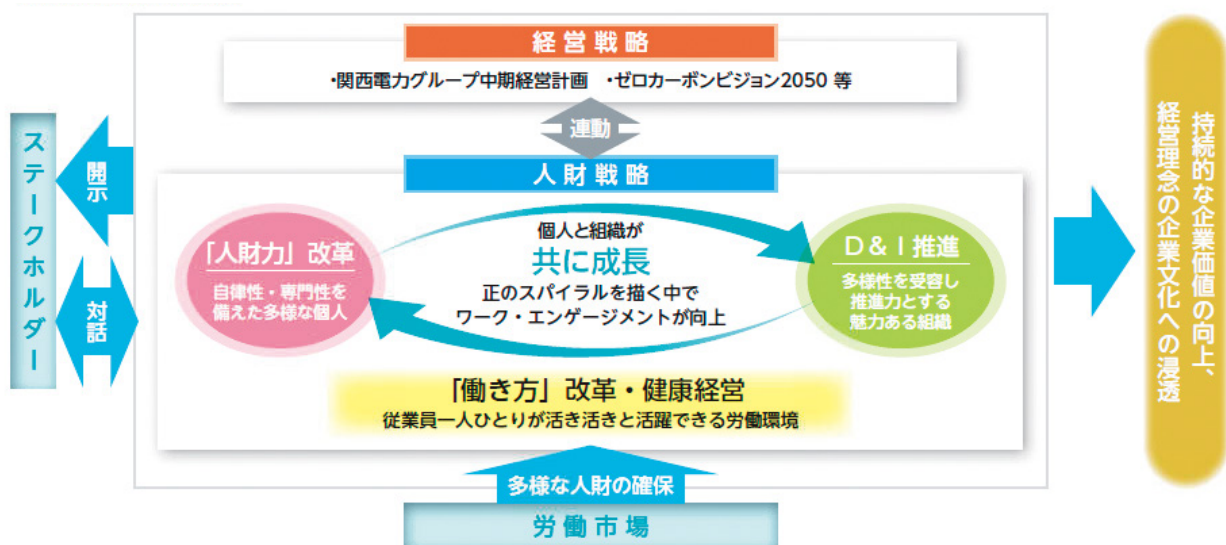 経営戦略
・関西電力グループ中期経営計画 ・ゼロカーボンビジョン2050 等
連動
人財戦略
ステークホルダー
開示
対話
「人財力」改革
自律性・専門性を
備えた多様な個人
個人と組織が
共に成長
正のスパイラルを描く中で
ワーク・エンゲージメントが向上
D&I推進
多様性を受容し
推進力とする
魅力ある組織
「働き方」改革・健康経営
従業員一人ひとりが活き活きと活躍できる労働環境
多様な人財の確保
労働市場
持続的な企業価値の向上、
経営理念の企業文化への浸透